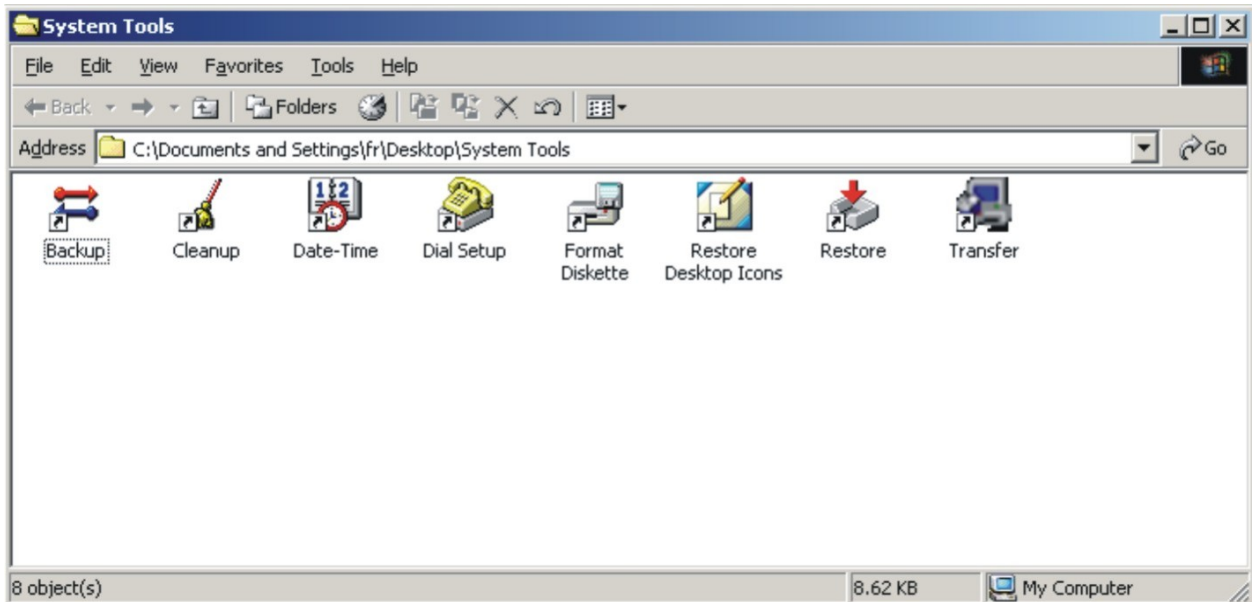 System Tools
File Edit View Favorites Tools Help
Back Folders
Address C:\Documents and Settings\fr\Desktop\System Tools Go
Backup Cleanup Date-Time Dial Setup Format Diskette Restore Desktop Icons Restore Transfer
8 object(s) 8.62 KB My Computer